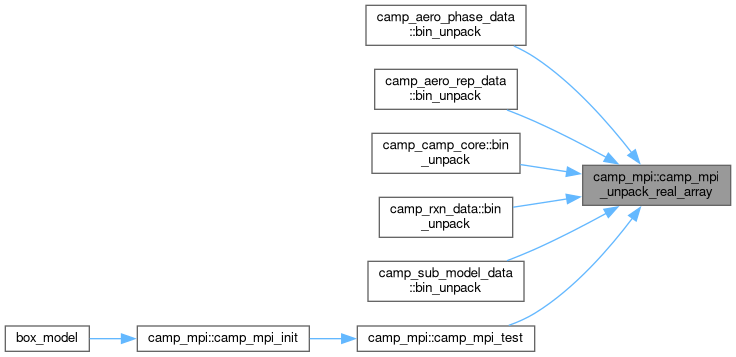 camp_aero_phase_data
::bin_unpack
camp_aero_rep_data
::bin_unpack
camp_camp_core::bin
_unpack
camp_mpi::camp_mpi
_unpack_real_array
camp_rxn_data::bin
_unpack
camp_sub_model_data
::bin_unpack
box_model
camp_mpi::camp_mpi_init
camp_mpi::camp_mpi_test